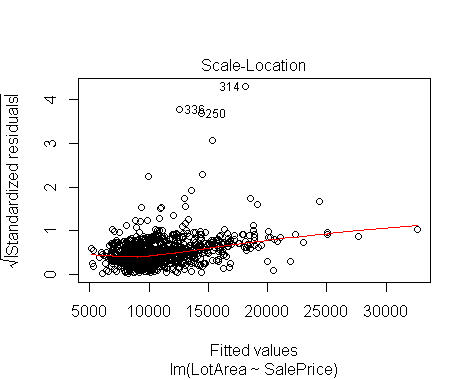 Scale-Location
√|Standardized residuals|
4
3
2
1
0
314
336
250
5000 10000 15000 20000 25000 30000
Fitted values
lm(LotArea ~ SalePrice)